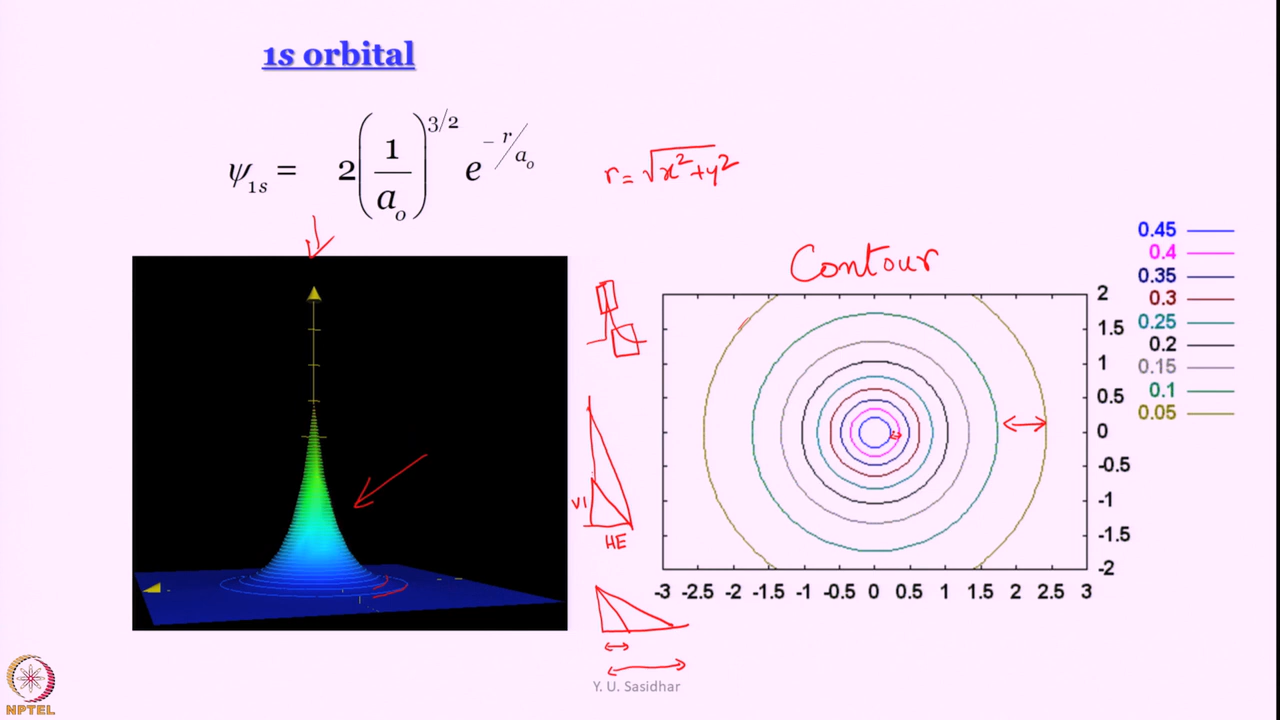 1s orbital
ψ1s = 2(1/ao)^3/2 e^-r/ao
r = √x²+y²
Contour
0.45
0.4
0.35
0.3
0.25
0.2
0.15
0.1
0.05
2
1.5
1
0.5
0
-0.5
-1
-1.5
-2
-3 -2.5 -2 -1.5 -1 -0.5 0 0.5 1 1.5 2 2.5 3
VI
HE
Y. U. Sasidhar
NPTEL